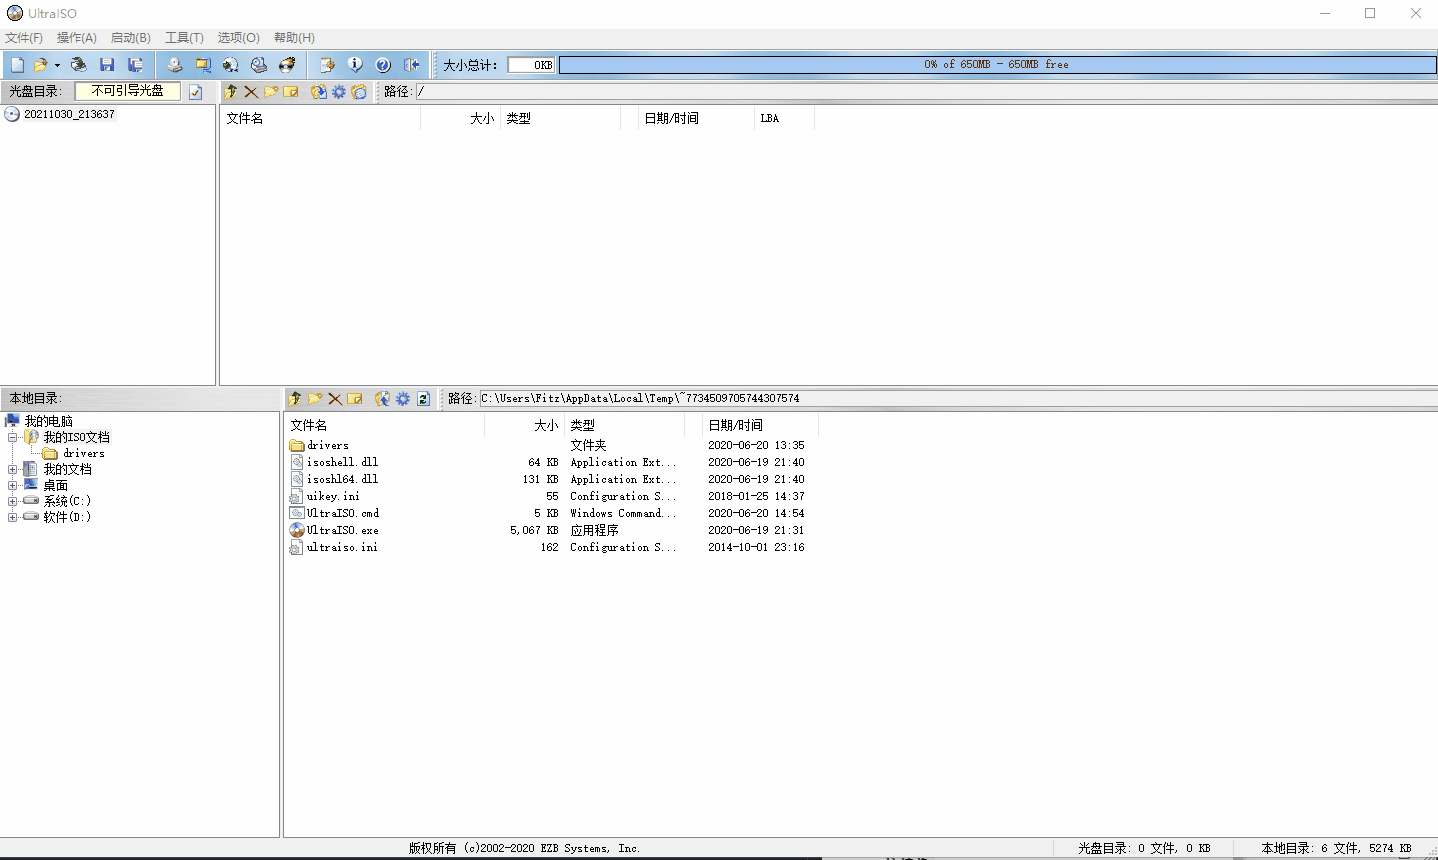 UltraISO
文件(F) 操作(A) 启动(B) 工具(T) 选项(O) 帮助(H)
大小总计: 0KB 0% of 650MB - 650MB free
光盘目录: 不可引导光盘 路径: /
20211030_213637
文件名 大小 类型 日期/时间 LBA
本地目录: 路径: C:\Users\Fitz\AppData\Local\Temp\~7734509705744307574
我的电脑
我的ISO文档
drivers
我的文档
桌面
系统(C:)
软件(D:)
文件名 大小 类型 日期/时间
drivers 文件夹 2020-06-20 13:35
isoshell.dll 64 KB Application Ext... 2020-06-19 21:40
isoshl64.dll 131 KB Application Ext... 2020-06-19 21:40
uikey.ini 55 Configuration S... 2018-01-25 14:37
UltraISO.cmd 5 KB Windows Command... 2020-06-20 14:54
UltraISO.exe 5,067 KB 应用程序 2020-06-19 21:31
ultraiso.ini 162 Configuration S... 2014-10-01 23:16
版权所有 (c)2002-2020 EZB Systems, Inc. 光盘目录: 0 文件, 0 KB 本地目录: 6 文件, 5274 KB